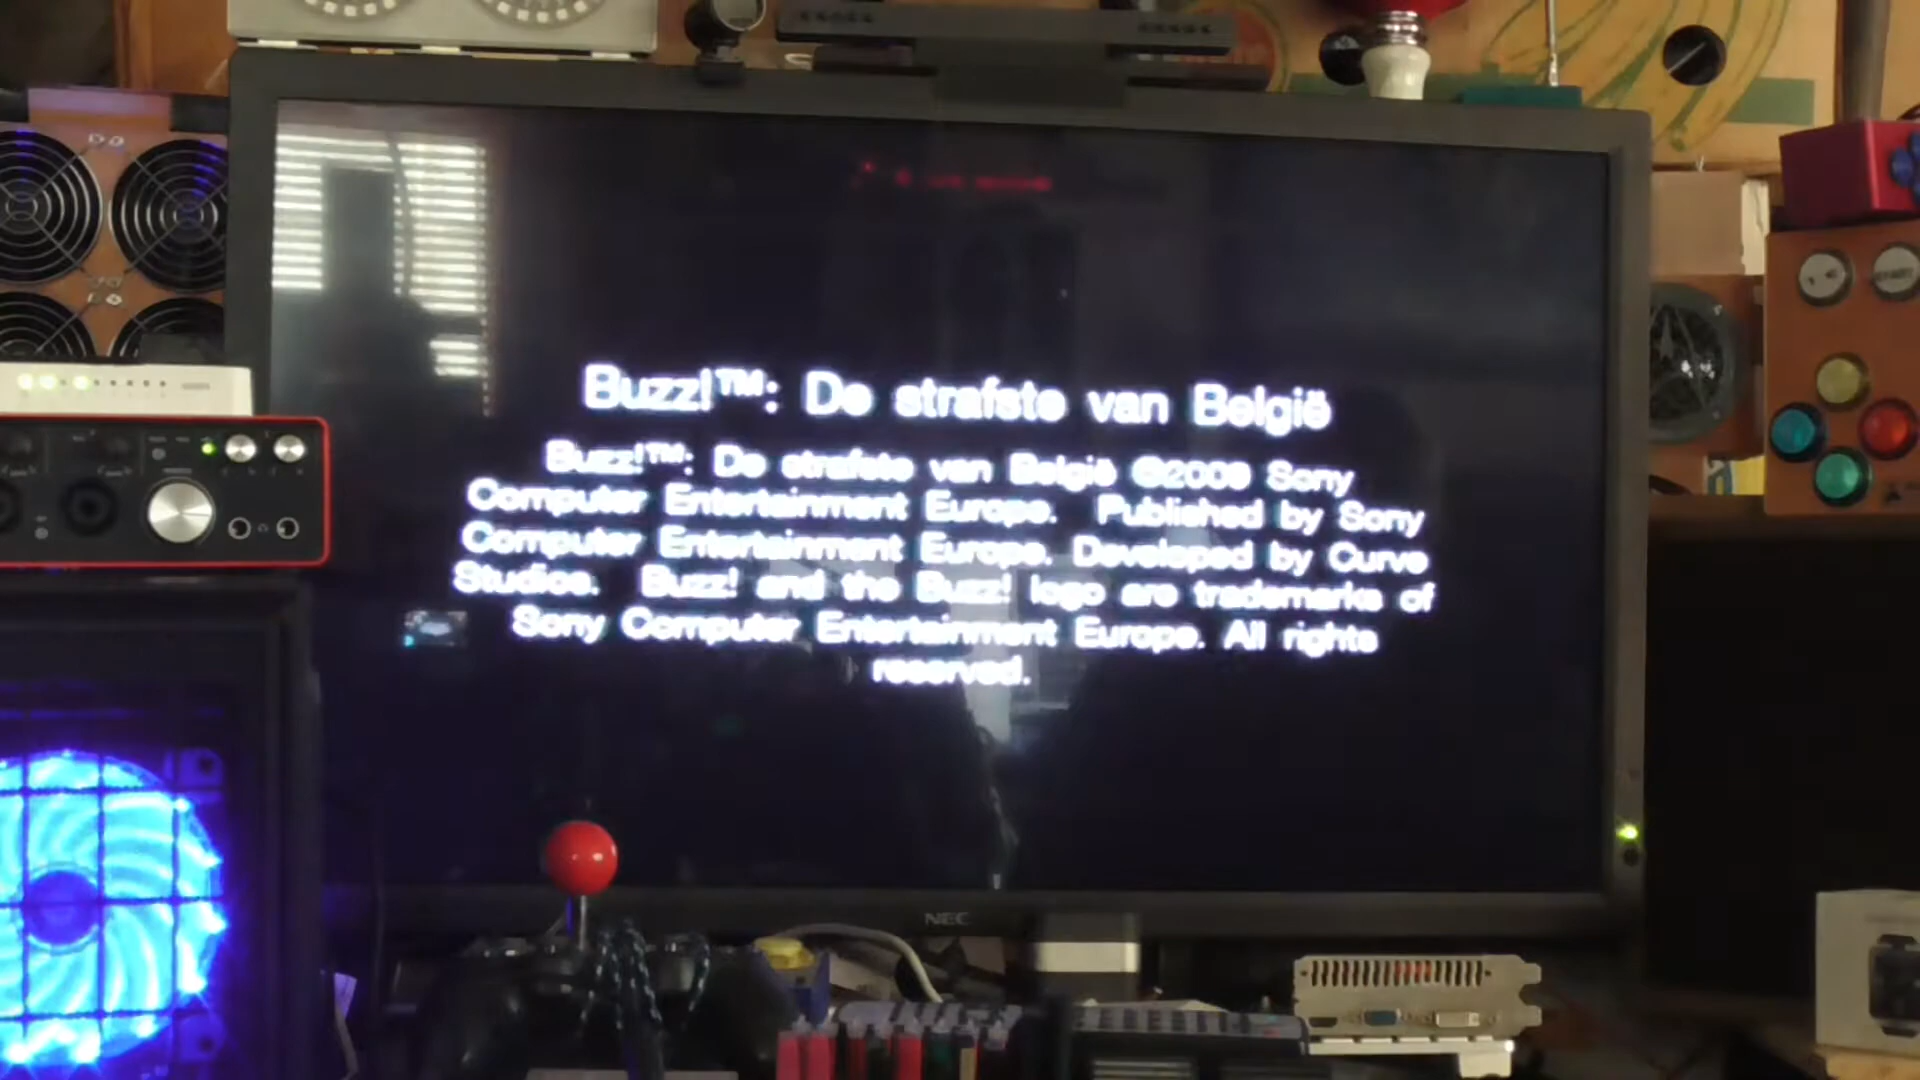 Buzz!™: De strafste van België
Buzz!™: De strafste van België ©2009 Sony
Computer Entertainment Europe. Published by Sony
Computer Entertainment Europe. Developed by Curve
Studios. Buzz! and the Buzz! logo are trademarks of
Sony Computer Entertainment Europe. All rights
reserved.
NEC